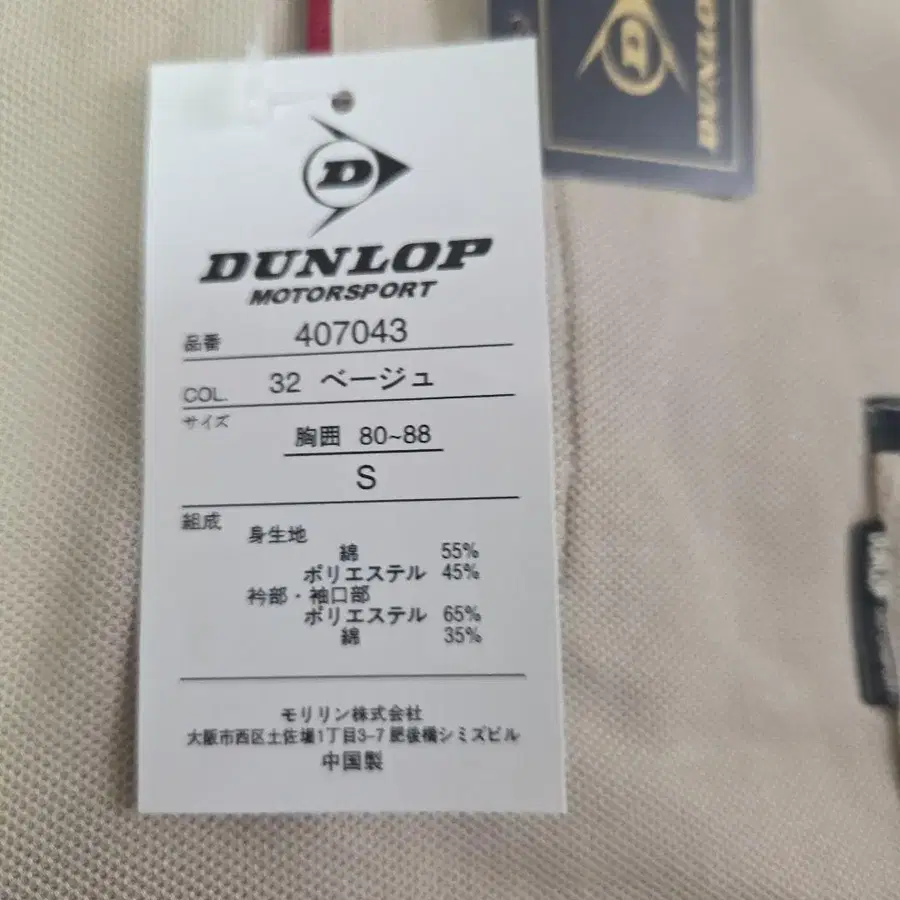 DUNLOP
D
DUNLOP
MOTORSPORT
品番 407043
COL. 32 ベージュ
サイズ
胸囲 80~88
S
組成
身生地
綿 55%
ポリエステル 45%
衿部・袖口部
ポリエステル 65%
綿 35%
モリリン株式会社
大阪市西区土佐堀1丁目3-7 肥後橋シミズビル
中国製